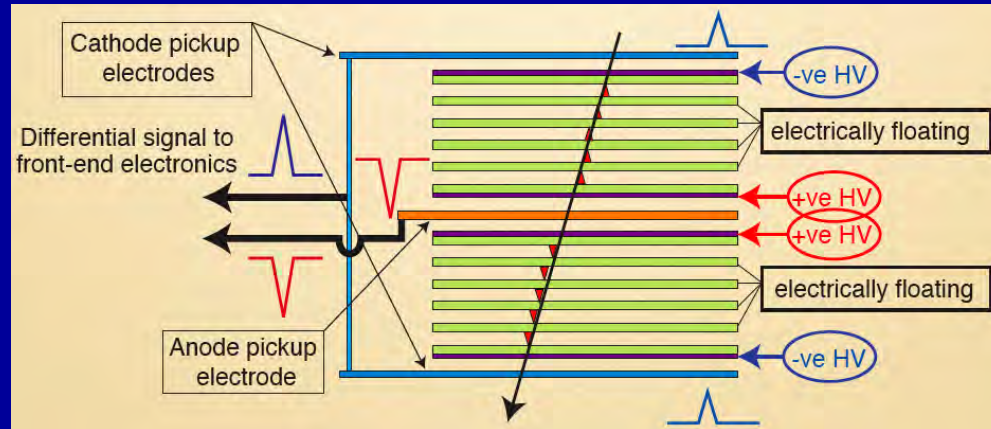 Cathode pickup
electrodes
-ve HV
Differential signal to
front-end electronics
electrically floating
+ve HV
+ve HV
electrically floating
Anode pickup
electrode
-ve HV